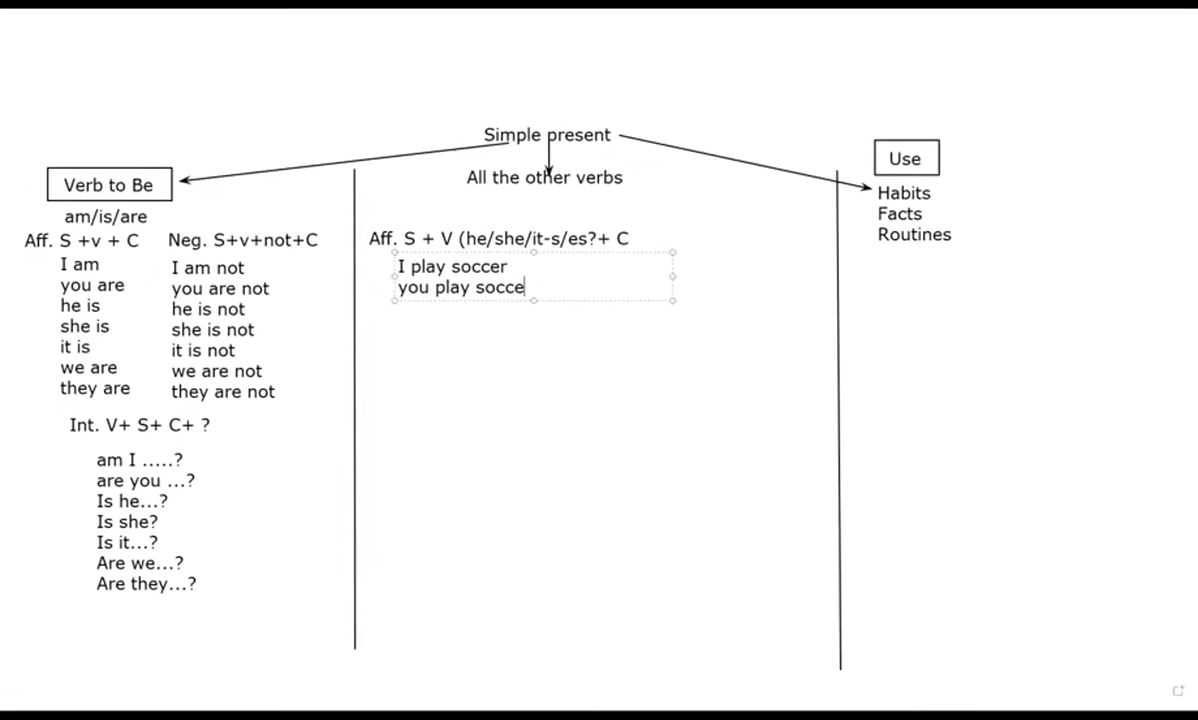 Simple present
Verb to Be
am/is/are
Aff. S +v + C
I am
you are
he is
she is
it is
we are
they are
Neg. S+v+not+C
I am not
you are not
he is not
she is not
it is not
we are not
they are not
Int. V+ S+ C+ ?
am I .....?
are you ...?
Is he...?
Is she?
Is it...?
Are we...?
Are they...?
All the other verbs
Aff. S + V (he/she/it-s/es?+ C
I play soccer
you play socce
Use
Habits
Facts
Routines